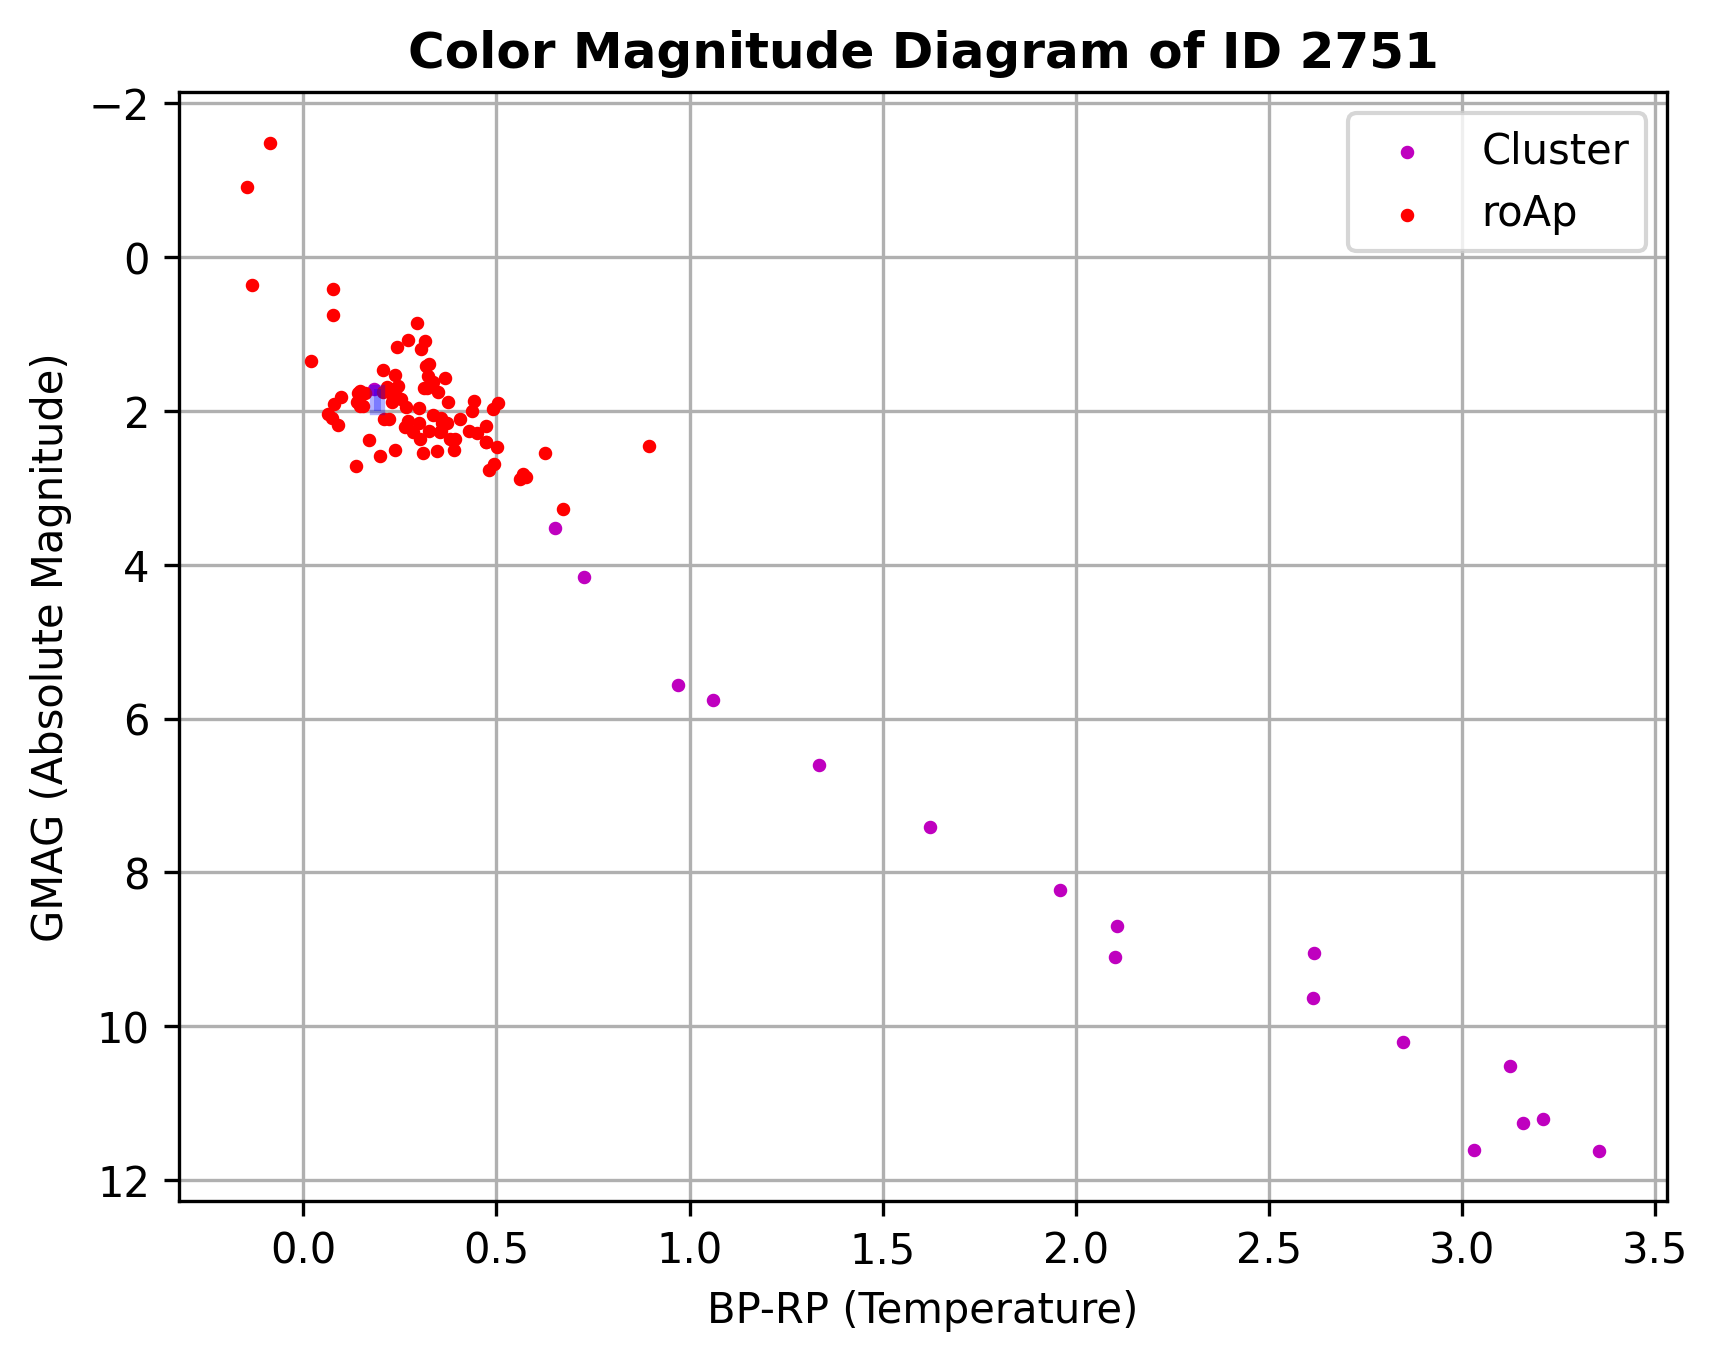 Color Magnitude Diagram of ID 2751
Cluster
roAp
GMAG (Absolute Magnitude)
−2
0
2
4
6
8
10
12
0.0 0.5 1.0 1.5 2.0 2.5 3.0 3.5
BP-RP (Temperature)